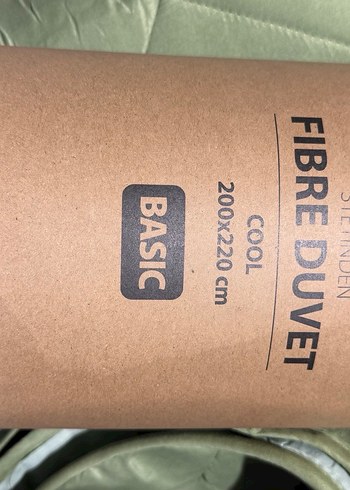 FIBRE DUVET
COOL
200x220 cm
BASIC